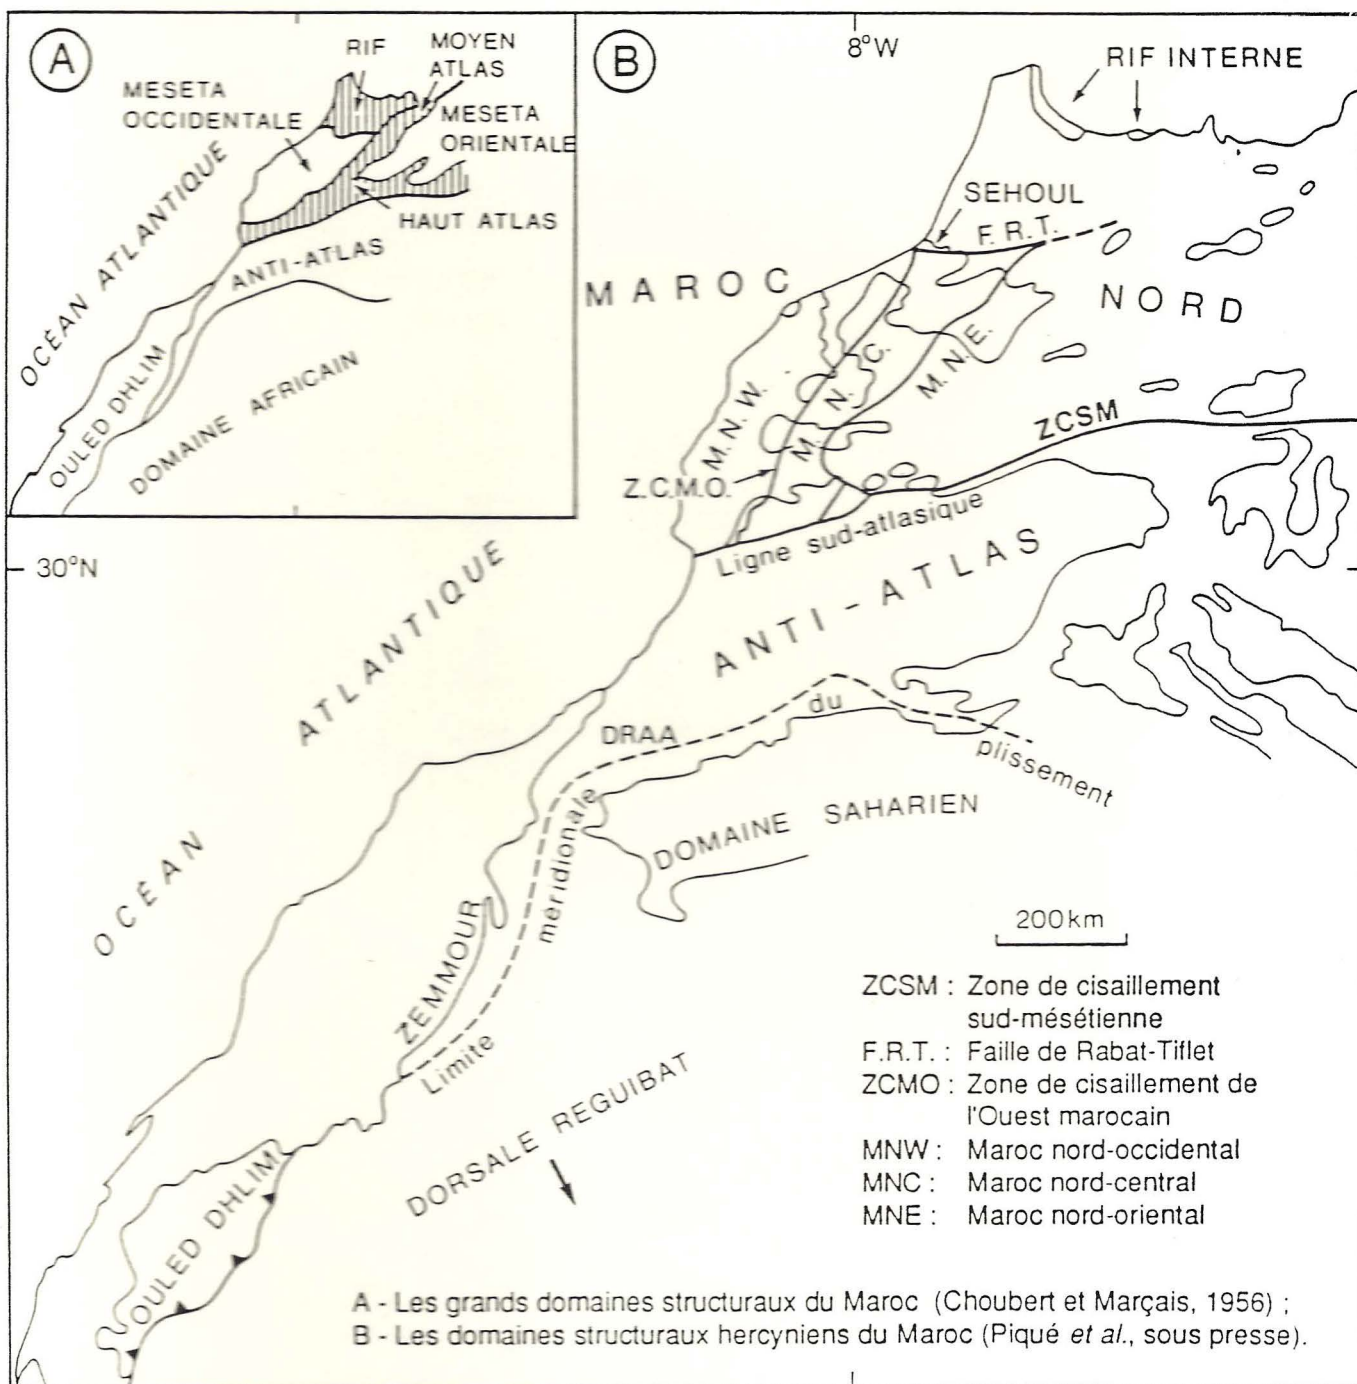 A
RIF
MOYEN
ATLAS
MESETA
OCCIDENTALE
MESETA
ORIENTALE
HAUT ATLAS
OCÉAN ATLANTIQUE
ANTI-ATLAS
OULED DHLIM
DOMAINE AFRICAIN
B
8°W
RIF INTERNE
SEHOUL
F.R.T.
MAROC
NORD
M.N.W.
M.N.C.
M.N.E.
ZCSM
Z.C.M.O.
Ligne sud-atlasique
30°N
OCÉAN ATLANTIQUE
ANTI-ATLAS
DRAA
Limite méridionale du plissement
DOMAINE SAHARIEN
ZEMMOUR
DORSALE REGUIBAT
OULED DHLIM
200km
ZCSM : Zone de cisaillement
sud-mésétienne
F.R.T. : Faille de Rabat-Tiflet
ZCMO : Zone de cisaillement de
l'Ouest marocain
MNW : Maroc nord-occidental
MNC : Maroc nord-central
MNE : Maroc nord-oriental
A - Les grands domaines structuraux du Maroc (Choubert et Marçais, 1956) ;
B - Les domaines structuraux hercyniens du Maroc (Piqué et al., sous presse).